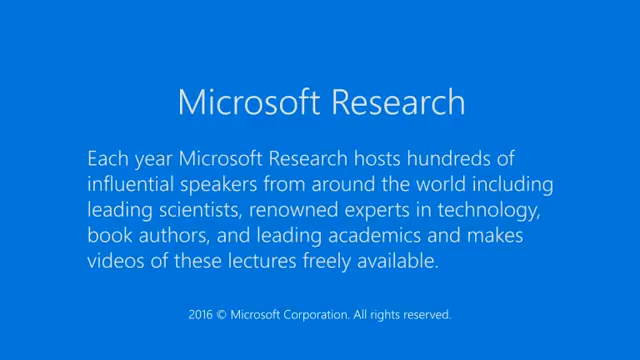 Microsoft Research
Each year Microsoft Research hosts hundreds of
influential speakers from around the world including
leading scientists, renowned experts in technology,
book authors, and leading academics and makes
videos of these lectures freely available.
2016 © Microsoft Corporation. All rights reserved.